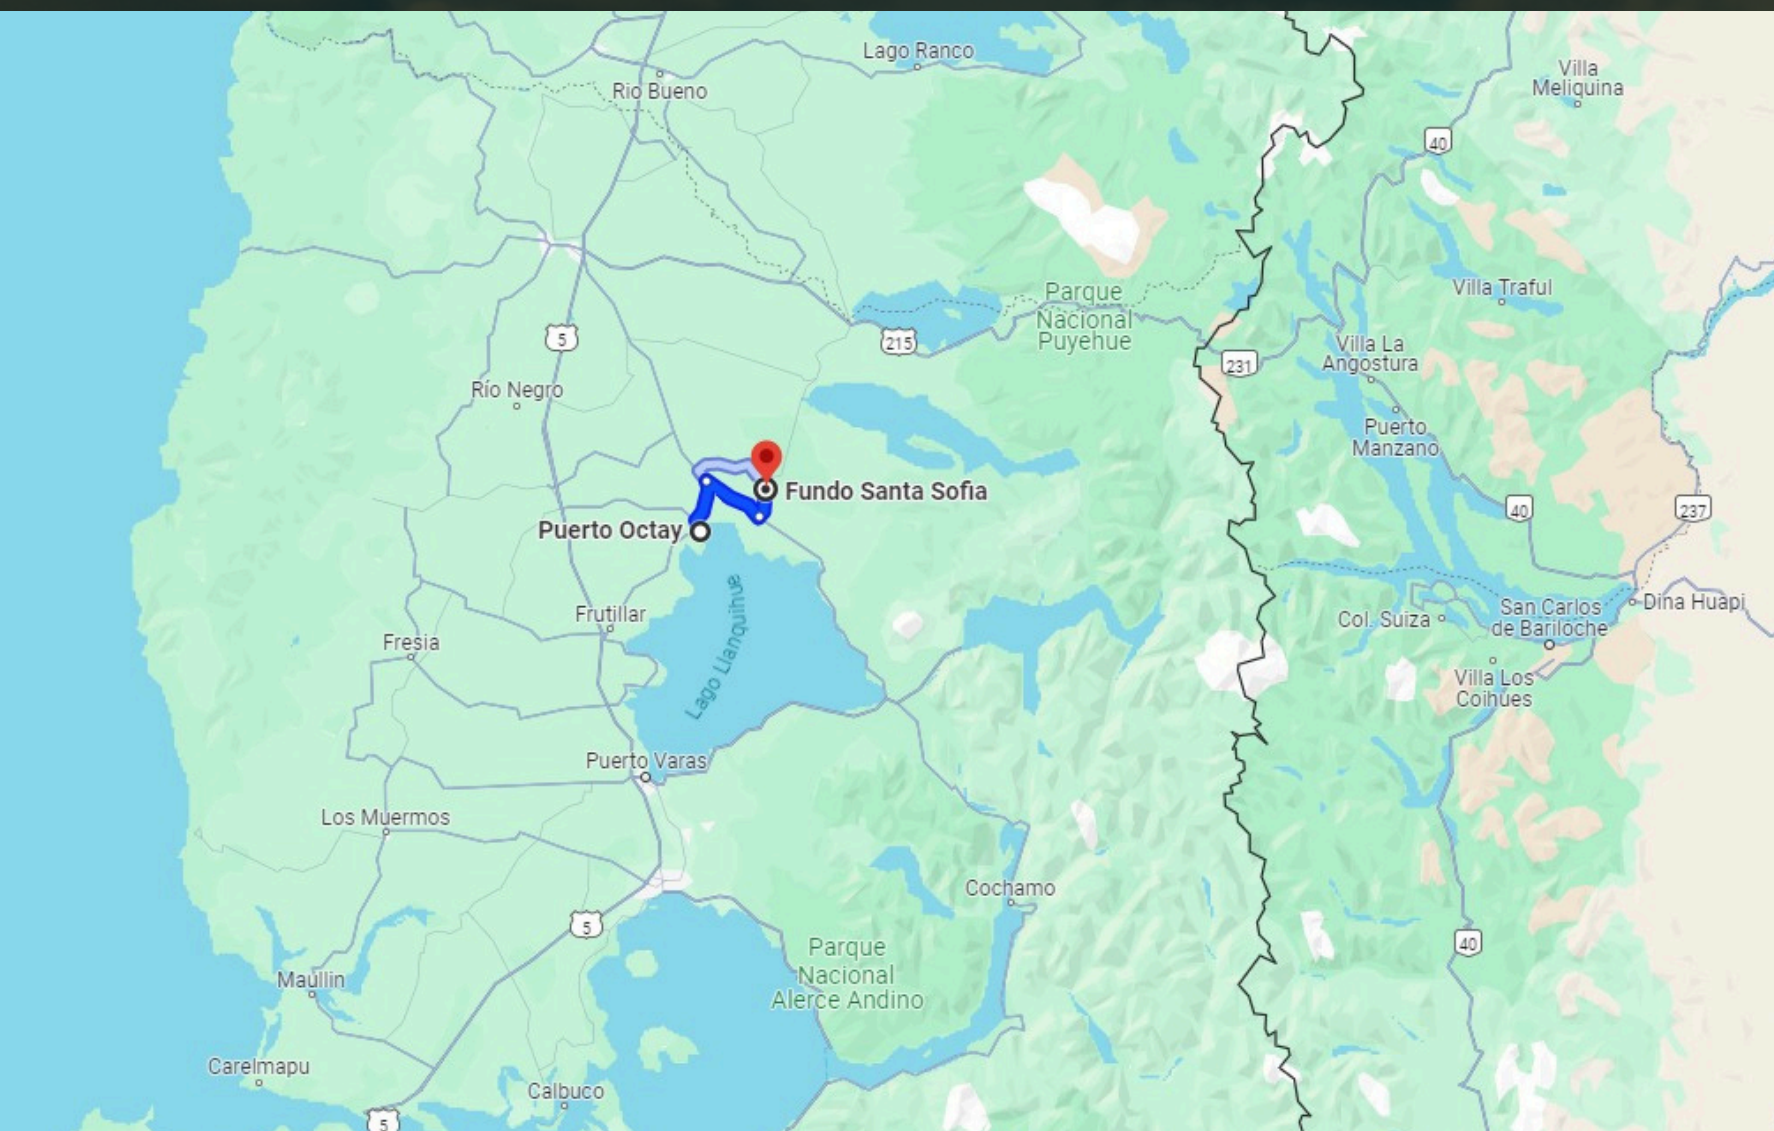 Lago Ranco
Rio Bueno
Villa
Meliquina
40
Parque
Nacional
Puyehue
Villa Traful
5
215
231
Villa La
Angostura
Río Negro
Puerto
Manzano
Fundo Santa Sofia
Puerto Octay
40
237
Lago Llanquihue
Frutillar
Fresia
Col. Suiza
San Carlos
de Bariloche
Dina Huapi
Villa Los
Coihues
Puerto Varas
Los Muermos
Cochamo
5
Parque
Nacional
Alerce Andino
40
Maullin
Carelmapu
Calbuco
5